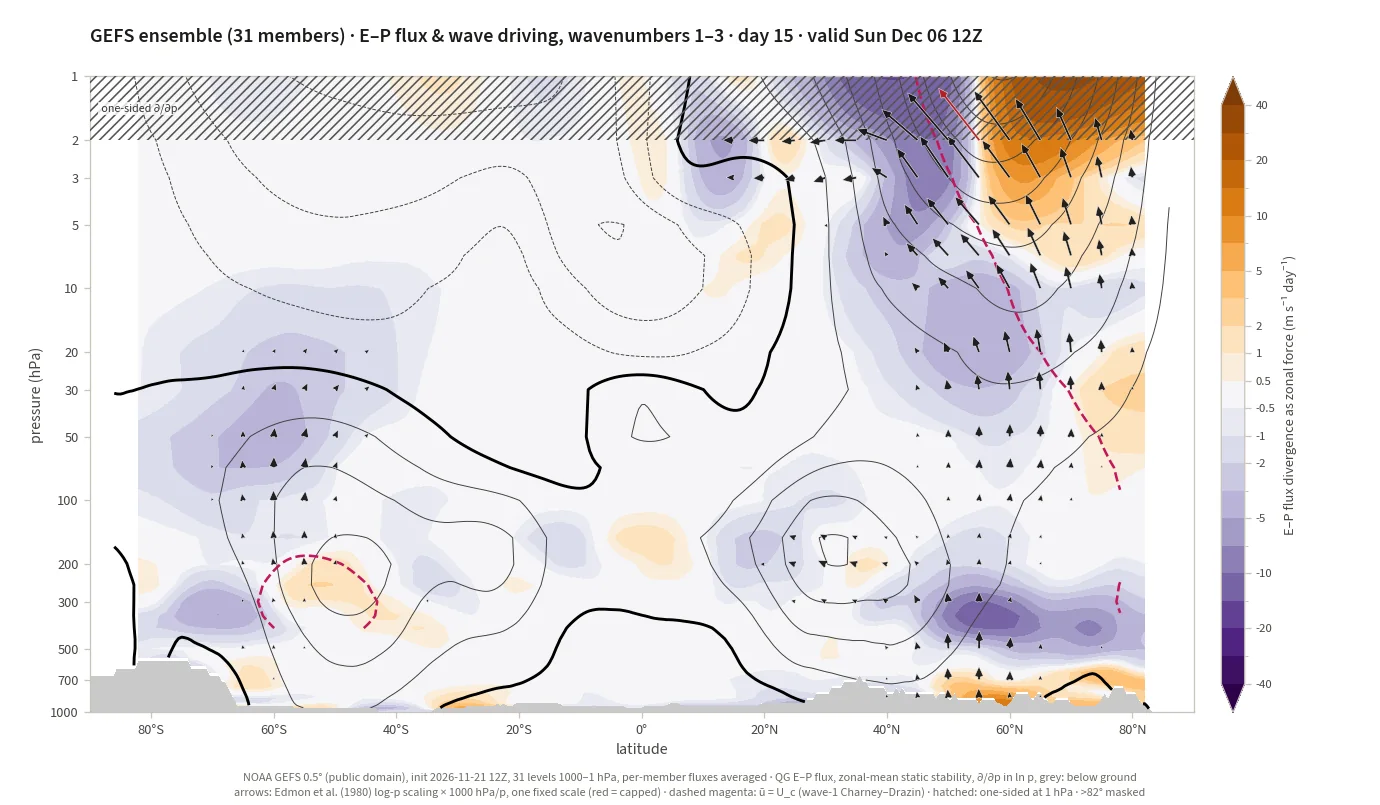 GEFS ensemble (31 members) · E–P flux & wave driving, wavenumbers 1–3 · day 15 · valid Sun Dec 06 12Z
one-sided ∂/∂p
1
2
3
5
10
20
30
50
100
200
300
500
700
1000
pressure (hPa)
80°S
60°S
40°S
20°S
0°
20°N
40°N
60°N
80°N
latitude
40
20
10
5
2
1
0.5
-0.5
-1
-2
-5
-10
-20
-40
E–P flux divergence as zonal force (m s⁻¹ day⁻¹)
NOAA GEFS 0.5° (public domain), init 2026-11-21 12Z, 31 levels 1000–1 hPa, per-member fluxes averaged · QG E–P flux, zonal-mean static stability, ∂/∂p in ln p, grey: below ground
arrows: Edmon et al. (1980) log-p scaling × 1000 hPa/p, one fixed scale (red = capped) · dashed magenta: ū = U_c (wave-1 Charney–Drazin) · hatched: one-sided at 1 hPa · >82° masked